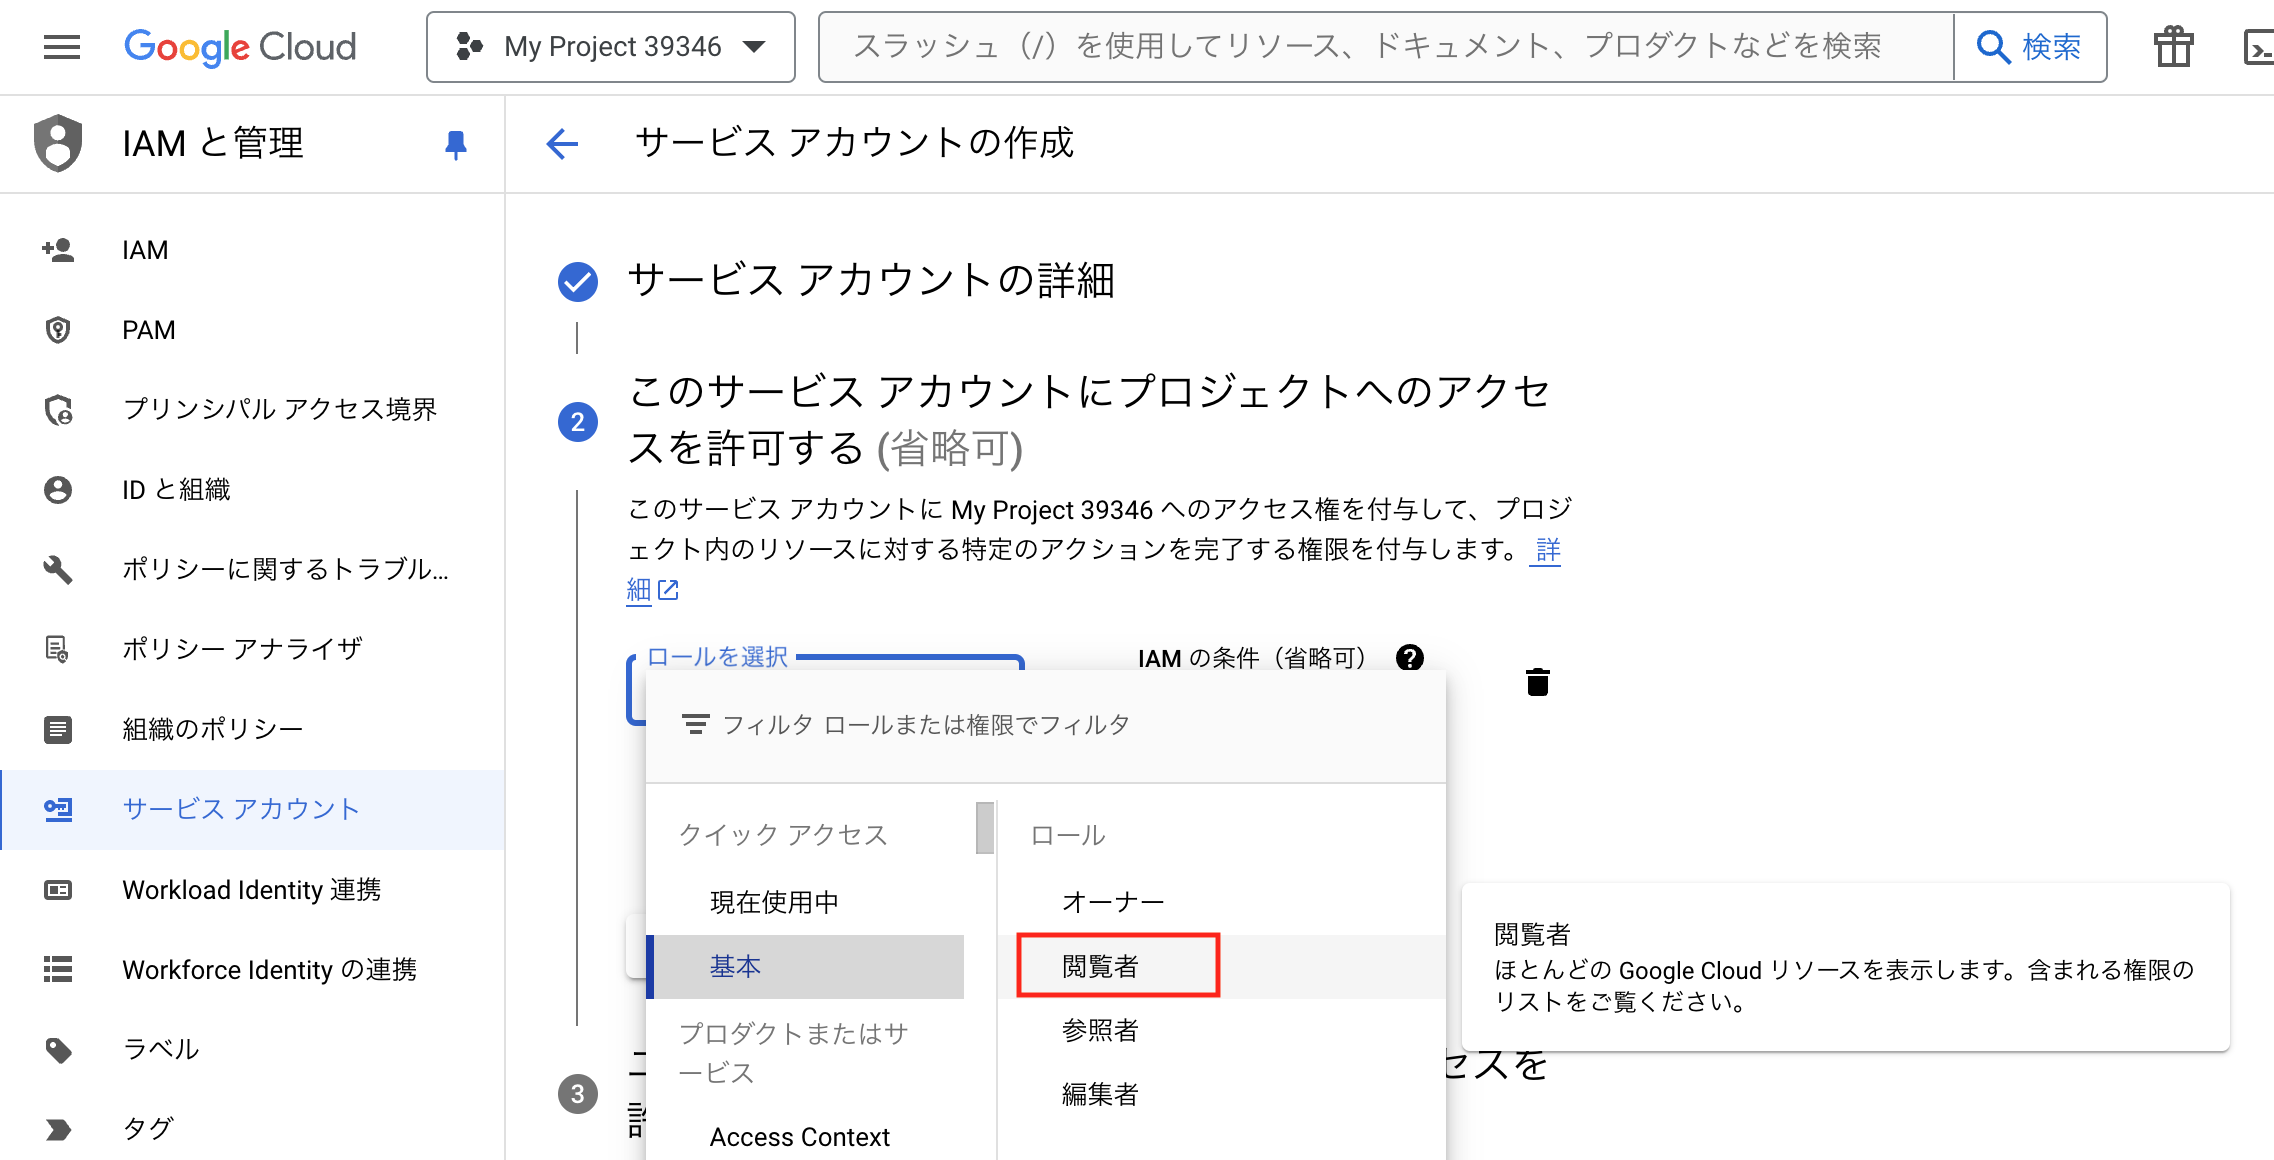 Google Cloud
My Project 39346
スラッシュ（/）を使用してリソース、ドキュメント、プロダクトなどを検索
検索
IAM と管理
サービス アカウントの作成
IAM
PAM
プリンシパル アクセス境界
ID と組織
ポリシーに関するトラブル...
ポリシー アナライザ
組織のポリシー
サービス アカウント
Workload Identity 連携
Workforce Identity の連携
ラベル
タグ
サービス アカウントの詳細
2
このサービス アカウントにプロジェクトへのアクセ
スを許可する (省略可)
このサービス アカウントに My Project 39346 へのアクセス権を付与して、プロジ
ェクト内のリソースに対する特定のアクションを完了する権限を付与します。 詳
細
ロールを選択
IAM の条件（省略可）
フィルタ ロールまたは権限でフィルタ
クイック アクセス
現在使用中
基本
プロダクトまたはサ
ービス
Access Context
ロール
オーナー
閲覧者
参照者
編集者
閲覧者
ほとんどの Google Cloud リソースを表示します。含まれる権限の
リストをご覧ください。
3
セスを